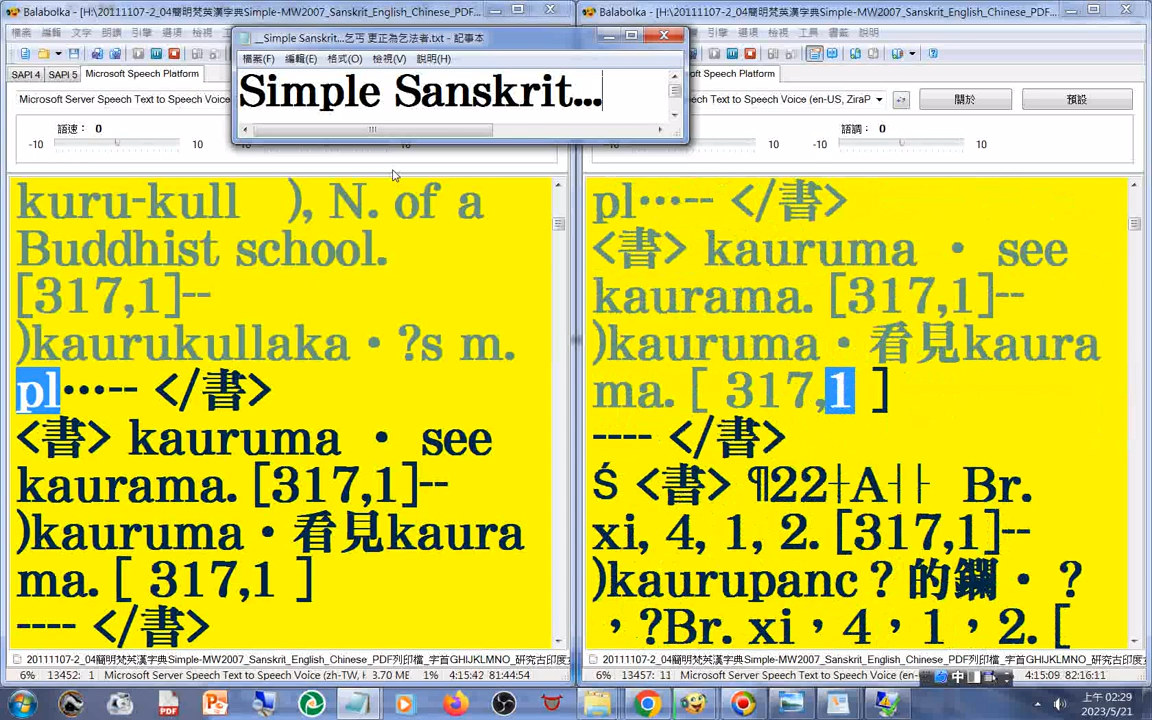 Balabolka - [H:\20111107-2_04簡明梵英漢字典Simple-MW2007_Sanskrit_English_Chinese_PDF...
Balabolka - [H:\20111107-2_04簡明梵英漢字典Simple-MW2007_Sanskrit_English_Chinese_PDF...
__Simple Sanskrit...乞丐 更正為乞法者.txt - 記事本
檔案(F) 編輯(E) 格式(O) 檢視(V) 說明(H)
Simple Sanskrit...
SAPI 4 SAPI 5 Microsoft Speech Platform
oft Speech Platform
Microsoft Server Speech Text to Speech Voice
ech Text to Speech Voice (en-US, ZiraP
關於
預設
語速： 0
語調： 0
-10 10
-10 10
kuru-kull ), N. of a
Buddhist school.
[317,1]--
)kaurukullaka‧?s m.
pl…-- </書>
<書> kauruma ‧ see
kaurama. [317,1]--
)kauruma‧看見kaura
ma. [ 317,1 ]
---- </書>
pl…-- </書>
<書> kauruma ‧ see
kaurama. [317,1]--
)kauruma‧看見kaura
ma. [ 317,1 ]
---- </書>
Ś <書> ¶22┼A┤├ Br.
xi, 4, 1, 2. [317,1]--
)kaurupanc？的鑭‧？
，?Br. xi，4，1，2. [
20111107-2_04簡明梵英漢字典Simple-MW2007_Sanskrit_English_Chinese_PDF列印檔_字首GHIJKLMNO_研究古印度
20111107-2_04簡明梵英漢字典Simple-MW2007_Sanskrit_English_Chinese_PDF列印檔_字首GHIJKLMNO_研究古印度
6% 13452: 1 Microsoft Server Speech Text to Speech Voice (zh-TW, H 3.70 ME 1% 4:15:42 81:44:54
6% 13457: 11 Microsoft Server Speech Text to Speech Voice 4:15:09 82:16:11
中
上午 02:29
2023/5/21